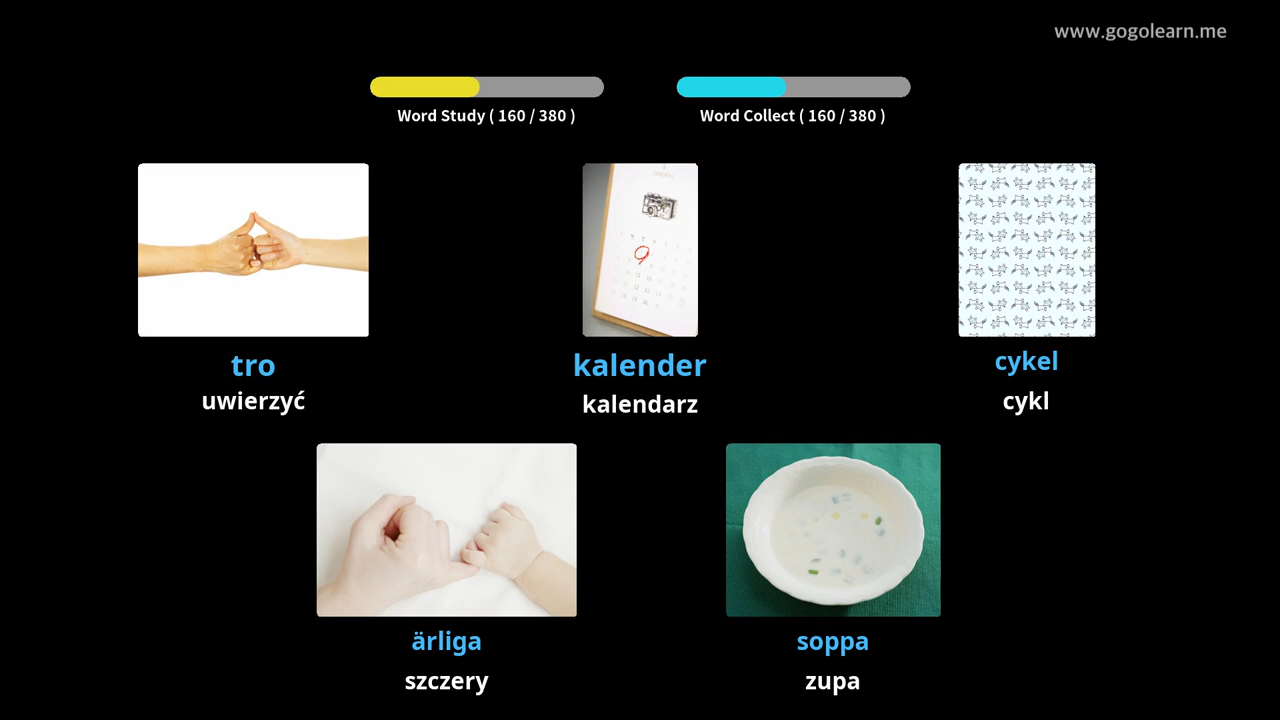 www.gogolearn.me
Word Study ( 160 / 380 )
Word Collect ( 160 / 380 )
tro
uwierzyć
kalender
kalendarz
cykel
cykl
ärliga
szczery
soppa
zupa